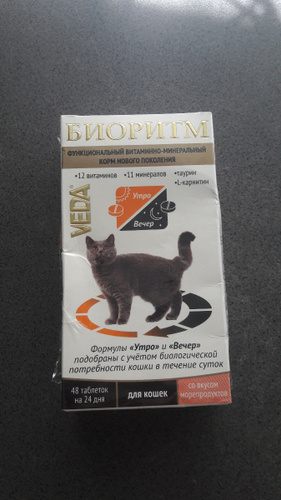 БИОРИТМ
ФУНКЦИОНАЛЬНЫЙ ВИТАМИННО-МИНЕРАЛЬНЫЙ
КОРМ НОВОГО ПОКОЛЕНИЯ
•12 витаминов •11 минералов •таурин
•L-карнитин
VEDA®
Утро
Вечер
Формулы «Утро» и «Вечер»
подобраны с учётом биологической
потребности кошки в течение суток
48 таблеток
на 24 дня
для кошек
со вкусом
морепродуктов